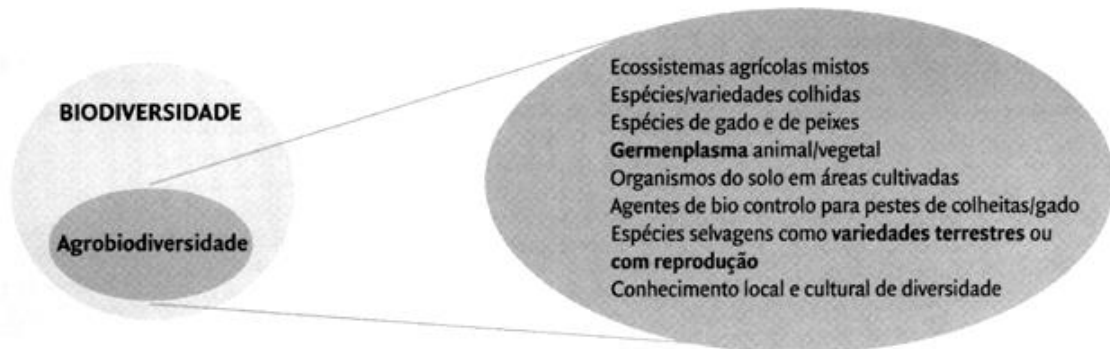 BIODIVERSIDADE
Agrobiodiversidade
Ecossistemas agrícolas mistos
Espécies/variedades colhidas
Espécies de gado e de peixes
Germenplasma animal/vegetal
Organismos do solo em áreas cultivadas
Agentes de bio controlo para pestes de colheitas/gado
Espécies selvagens como variedades terrestres ou
com reprodução
Conhecimento local e cultural de diversidade